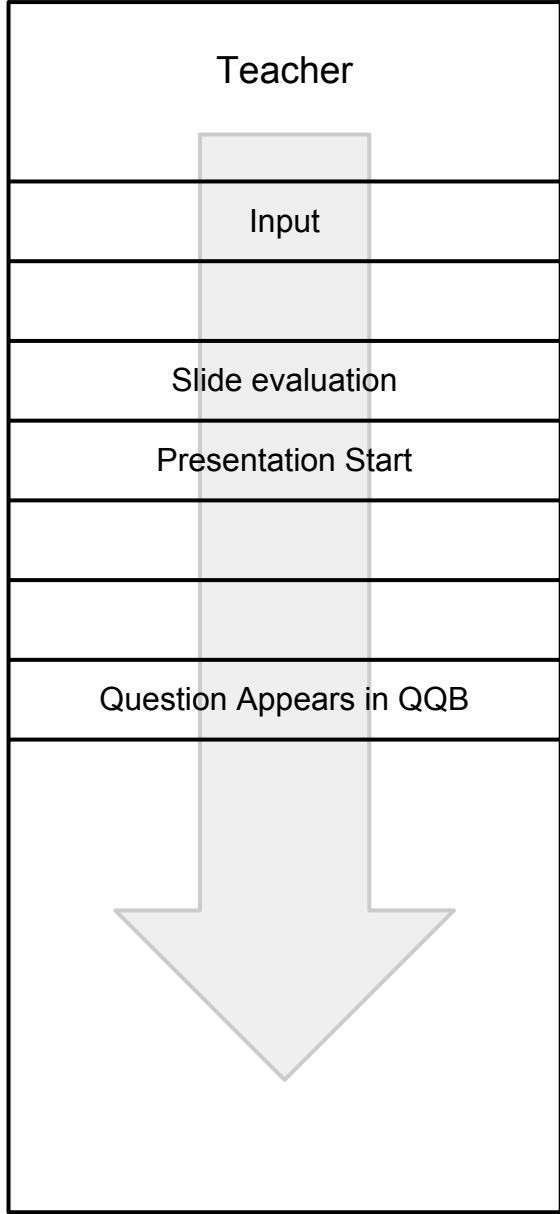 Teacher
Input
Slide evaluation
Presentation Start
Question Appears in QQB